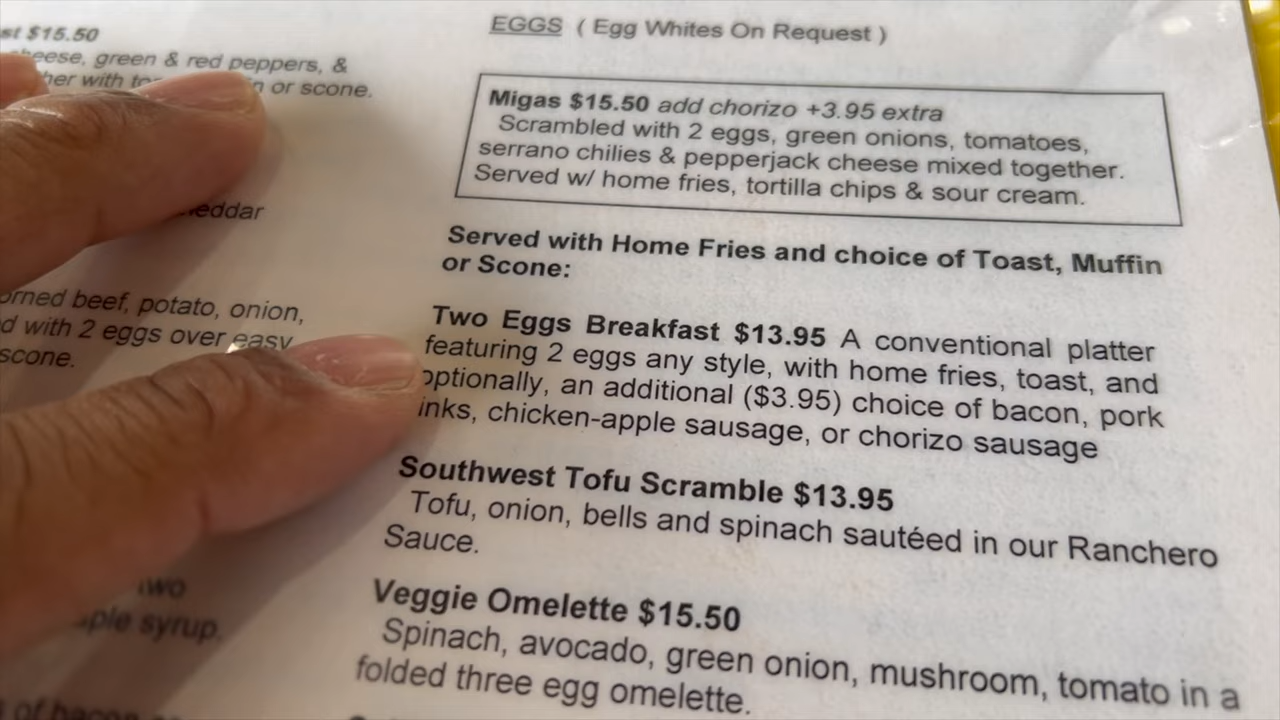 $15.50
green & red peppers, &
with
or scone.
beef, potato, onion,
with 2 eggs over easy
scone.
syrup.
of bacon
EGGS ( Egg Whites On Request )
Migas $15.50 add chorizo +3.95 extra
Scrambled with 2 eggs, green onions, tomatoes,
serrano chilies & pepperjack cheese mixed together.
Served w/ home fries, tortilla chips & sour cream.
Served with Home Fries and choice of Toast, Muffin
or Scone:
Two Eggs Breakfast $13.95 A conventional platter
featuring 2 eggs any style, with home fries, toast, and
optionally, an additional ($3.95) choice of bacon, pork
inks, chicken-apple sausage, or chorizo sausage
Southwest Tofu Scramble $13.95
Tofu, onion, bells and spinach sautéed in our Ranchero
Sauce.
Veggie Omelette $15.50
Spinach, avocado, green onion, mushroom, tomato in a
folded three egg omelette.